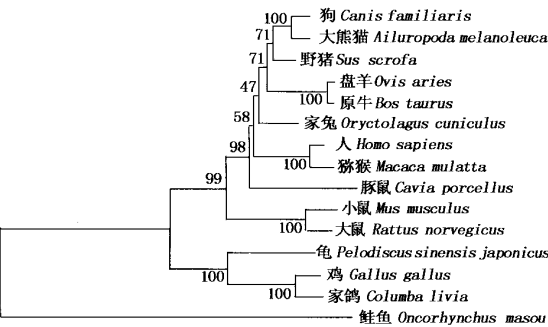 100 狗 Canis familiaris
71 大熊猫 Ailuropoda melanoleuca
71 野猪 Sus scrofa
盘羊 Ovis aries
100 原牛 Bos taurus
47 家兔 Oryctolagus cuniculus
58 人 Homo sapiens
100 猕猴 Macaca mulatta
98 豚鼠 Cavia porcellus
99 小鼠 Mus musculus
100 大鼠 Rattus norvegicus
龟 Pelodiscus sinensis japonicus
100 鸡 Gallus gallus
100 家鸽 Columba livia
鲑鱼 Oncorhynchus masou